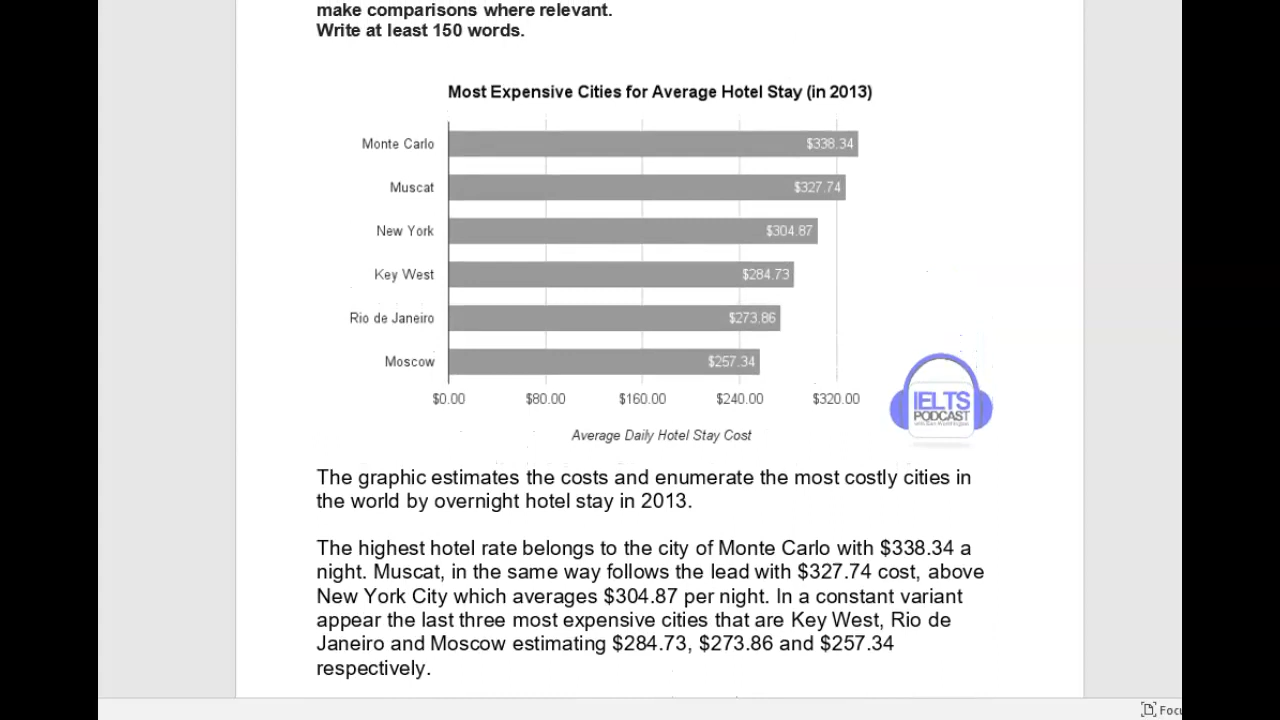 make comparisons where relevant.
Write at least 150 words.
Most Expensive Cities for Average Hotel Stay (in 2013)
Monte Carlo $338.34
Muscat $327.74
New York $304.87
Key West $284.73
Rio de Janeiro $273.86
Moscow $257.34
$0.00 $80.00 $160.00 $240.00 $320.00
Average Daily Hotel Stay Cost
IELTS
PODCAST
The graphic estimates the costs and enumerate the most costly cities in
the world by overnight hotel stay in 2013.
The highest hotel rate belongs to the city of Monte Carlo with $338.34 a
night. Muscat, in the same way follows the lead with $327.74 cost, above
New York City which averages $304.87 per night. In a constant variant
appear the last three most expensive cities that are Key West, Rio de
Janeiro and Moscow estimating $284.73, $273.86 and $257.34
respectively.